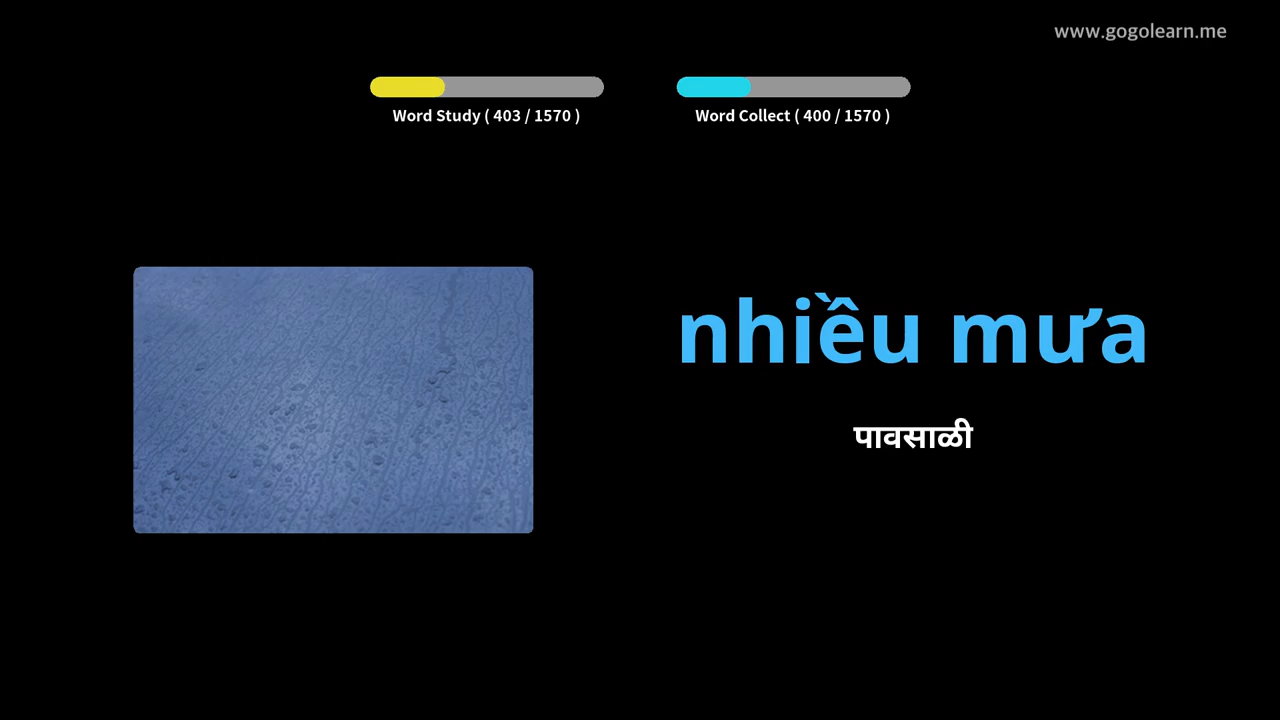 www.gogolearn.me
Word Study ( 403 / 1570 )
Word Collect ( 400 / 1570 )
nhiều mưa
पावसाळी